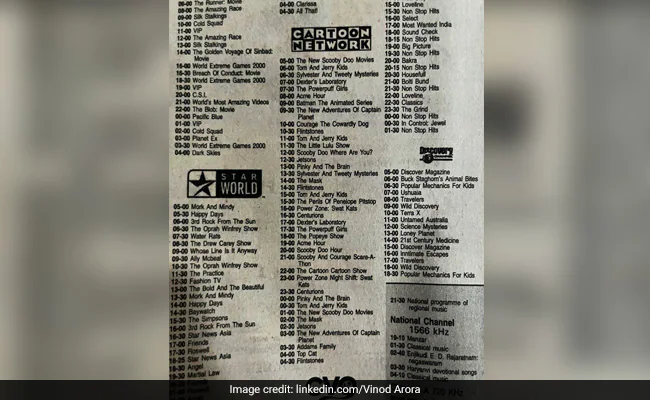 06-00 The Runner: Movie
08-00 The Amazing Race
09-00 Silk Stalkings
10-00 Cold Squad
11-00 VIP
12-00 The Amazing Race
13-00 Silk Stalkings
14-00 The Golden Voyage Of Sinbad:
Movie
16-00 World Extreme Games 2000
16-30 Breach Of Conduct: Movie
18-30 World Extreme Games 2000
19-00 VIP
20-00 C.S.I.
21-00 World's Most Amazing Videos
22-00 The Blob: Movie
00-00 Pacific Blue
01-00 VIP
02-00 Cold Squad
03-00 Planet Ex
03-30 World Extreme Games 2000
04-00 Dark Skies
STAR
WORLD
05-00 Mork And Mindy
05-30 Happy Days
06-00 3rd Rock From The Sun
06-30 The Oprah Winfrey Show
07-30 Water Rats
08-30 The Drew Carey Show
09-00 Whose Line Is It Anyway
09-30 Ally Mcbeal
10-30 The Oprah Winfrey Show
11-30 The Practice
12-30 Fashion TV
13-00 The Bold And The Beautiful
13-30 Mork And Mindy
14-00 Happy Days
14-30 Baywatch
15-30 The Simpsons
16-00 3rd Rock From The Sun
16-30 Star News Asia
17-00 Friends
17-30 Roswell
18-25 Star News Asia
18-30 Angel
19-30 Martial Law
04-00 Clarissa
04-30 All That!
CARTOON
NETWORK
05-00 The New Scooby Doo Movies
06-00 Tom And Jerry Kids
06-30 Sylvester And Tweety Mysteries
07-00 Dexter's Laboratory
07-30 The Powerpuff Girls
08-00 Acme Hour
09-00 Batman The Animated Series
09-30 The New Adventures Of Captain
Planet
10-00 Courage The Cowardly Dog
10-30 Flintstones
11-00 Tom And Jerry Kids
11-30 The Little Lulu Show
12-00 Scooby Doo Where Are You?
12-30 Jetsons
13-00 Pinky And The Brain
13-30 Sylvester And Tweety Mysteries
14-00 The Mask
14-30 Flintstones
15-00 Tom And Jerry Kids
15-30 The Perils Of Penelope Pitstop
16-00 Power Zone: Swat Kats
16-30 Centurions
17-00 Dexter's Laboratory
17-30 The Powerpuff Girls
18-00 The Popeye Show
19-00 Acme Hour
20-00 Scooby Doo Hour
21-00 Scooby And Courage Scare-A-
Thon
22-00 The Cartoon Cartoon Show
23-00 Power Zone Night Shift: Swat
Kats
23-30 Centurions
00-00 Pinky And The Brain
00-30 Tom And Jerry Kids
01-00 The New Scooby Doo Movies
02-00 The Mask
02-30 Jetsons
03-00 The New Adventures Of Captain
Planet
03-30 Addams Family
04-00 Top Cat
04-30 Flintstones
15-00 Loveline
15-30 Non Stop Hits
16-00 Select
17-00 Most Wanted India
18-00 Sound Check
18-15 Non Stop Hits
19-00 Big Picture
19-30 Non Stop Hits
20-00 Bakra
20-15 Non Stop Hits
20-30 Housefull
21-00 Bolti Bund
21-30 Non Stop Hits
22-00 Loveline
22-30 Classics
23-30 The Grind
00-00 Non Stop Hits
00-30 In Control: Jewel
01-30 Non Stop Hits
Discovery
05-00 Discover Magazine
06-00 Buck Staghorn's Animal Bites
06-30 Popular Mechanics For Kids
07-00 Ushuaia
08-00 Travelers
09-00 Wild Discovery
10-00 Terra X
11-00 Untamed Australia
12-00 Science Mysteries
13-00 Loney Planet
14-00 21st Century Medicine
15-00 Discover Magazine
16-00 Inntimate Escapes
17-00 Travelers
18-00 Wild Discovery
18-30 Popular Mechanics For Kids
21-30 National programme of
regional music
National Channel
1566 kHz
19-10 Mensar
01-30 Classical music
E.D. Rajaratnam:
nagaswaram
03-30 Haryanvi devotional songs
04-10 Classical music
Image credit: linkedin.com/Vinod Arora